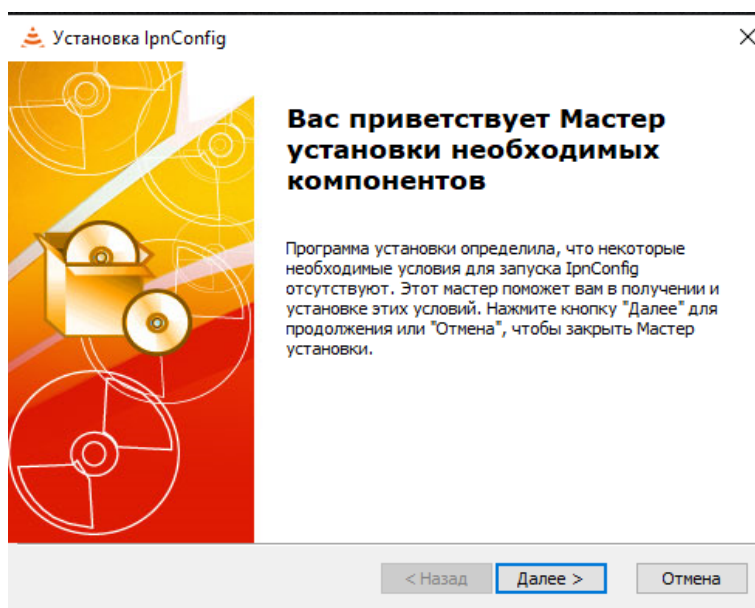 Установка IpnConfig
Вас приветствует Мастер
установки необходимых
компонентов
Программа установки определила, что некоторые
необходимые условия для запуска IpnConfig
отсутствуют. Этот мастер поможет вам в получении и
установке этих условий. Нажмите кнопку "Далее" для
продолжения или "Отмена", чтобы закрыть Мастер
установки.
< Назад
Далее >
Отмена